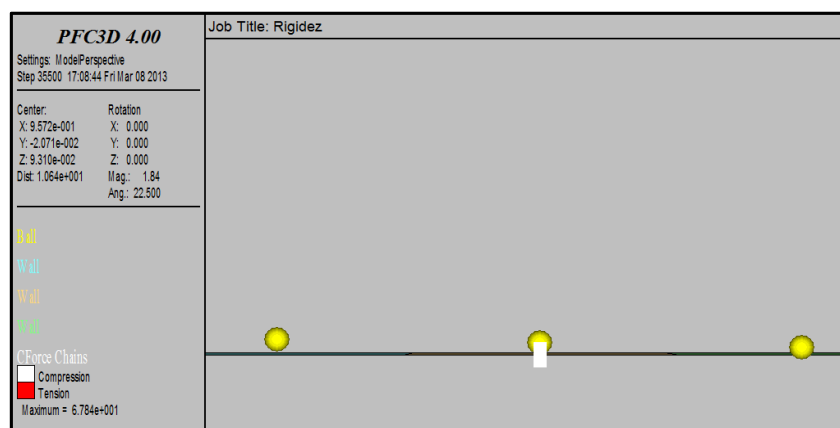 PFC3D 4.00
Settings: ModelPerspective
Step 35500 17:08:44 Fri Mar 08 2013
Center:
X: 9.572e-001
Y: -2.071e-002
Z: 9.310e-002
Dist: 1.064e+001
Rotation
X: 0.000
Y: 0.000
Z: 0.000
Mag.: 1.84
Ang.: 22.500
Ball
Wall
Wall
Wall
CForce Chains
Compression
Tension
Maximum = 6.784e+001
Job Title: Rigidez